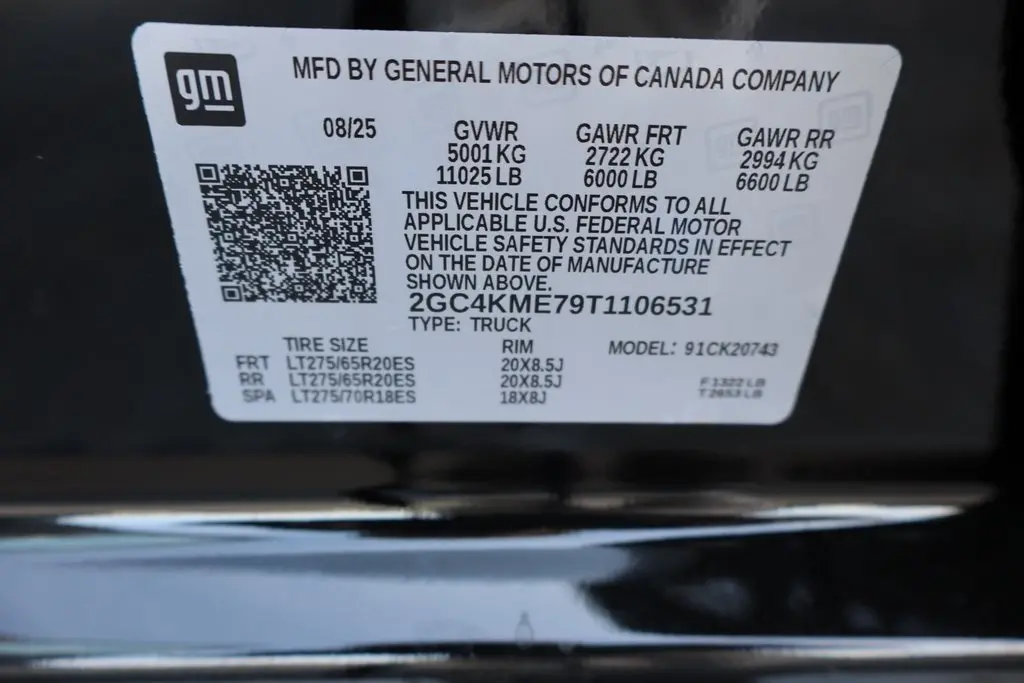 gm
MFD BY GENERAL MOTORS OF CANADA COMPANY
08/25 GVWR GAWR FRT GAWR RR
5001 KG 2722 KG 2994 KG
11025 LB 6000 LB 6600 LB
THIS VEHICLE CONFORMS TO ALL
APPLICABLE U.S. FEDERAL MOTOR
VEHICLE SAFETY STANDARDS IN EFFECT
ON THE DATE OF MANUFACTURE
SHOWN ABOVE.
2GC4KME79T1106531
TYPE: TRUCK
TIRE SIZE RIM MODEL: 91CK20743
FRT LT275/65R20ES 20X8.5J
RR LT275/65R20ES 20X8.5J F 1322 LB
SPA LT275/70R18ES 18X8J T 2653 LB